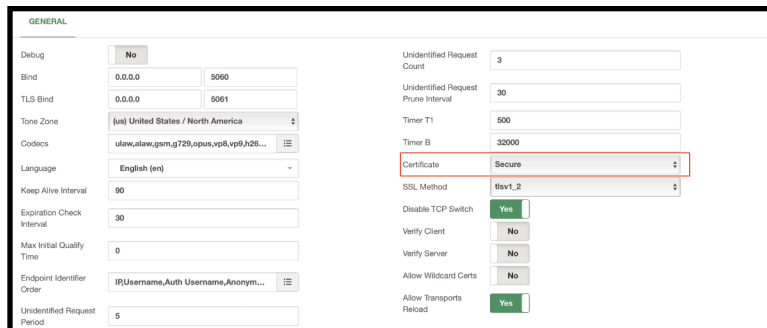 GENERAL
Debug No
Bind 0.0.0.0 5060
TLS Bind 0.0.0.0 5061
Tone Zone (us) United States / North America
Codecs ulaw,alaw,gsm,g729,opus,vp8,vp9,h26...
Language English (en)
Keep Alive Interval 90
Expiration Check
Interval 30
Max Initial Qualify
Time 0
Endpoint Identifier
Order IP,Username,Auth Username,Anonym...
Unidentified Request
Period 5
Unidentified Request
Count 3
Unidentified Request
Prune Interval 30
Timer T1 500
Timer B 32000
Certificate Secure
SSL Method tlsv1_2
Disable TCP Switch Yes
Verify Client No
Verify Server No
Allow Wildcard Certs No
Allow Transports
Reload Yes